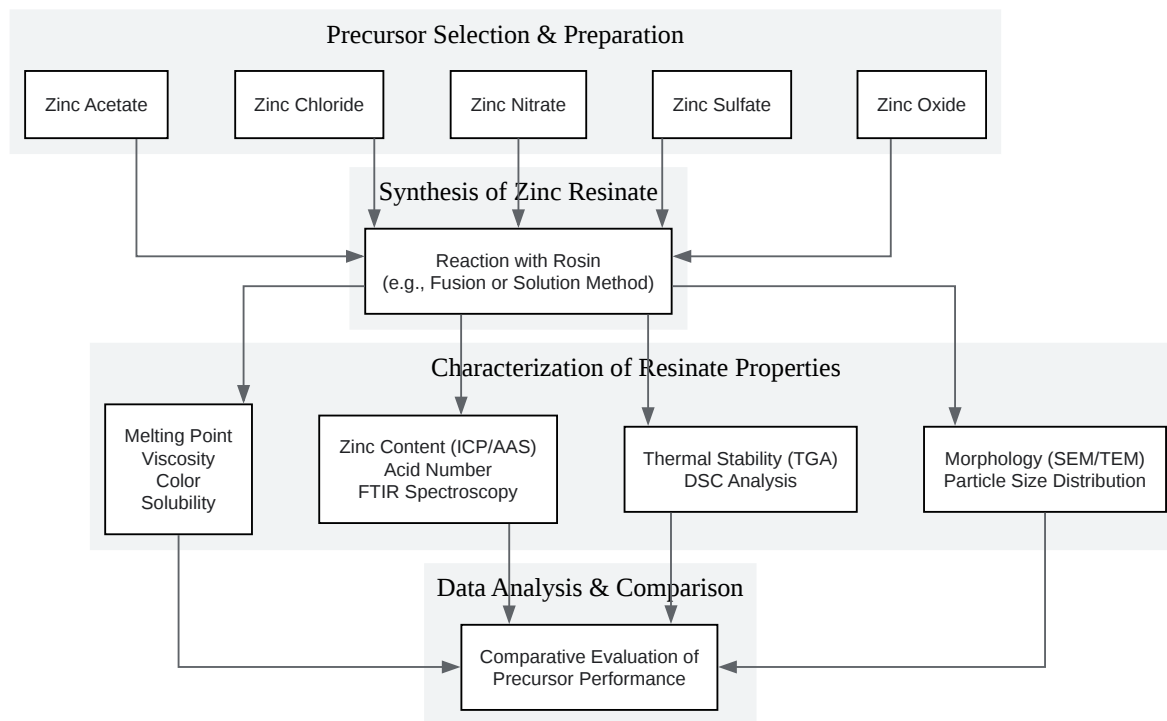 Precursor Selection & Preparation
Zinc Acetate
Zinc Chloride
Zinc Nitrate
Zinc Sulfate
Zinc Oxide
Synthesis of Zinc Resinate
Reaction with Rosin
(e.g., Fusion or Solution Method)
Characterization of Resinate Properties
Melting Point
Viscosity
Color
Solubility
Zinc Content (ICP/AAS)
Acid Number
FTIR Spectroscopy
Thermal Stability (TGA)
DSC Analysis
Morphology (SEM/TEM)
Particle Size Distribution
Data Analysis & Comparison
Comparative Evaluation of
Precursor Performance